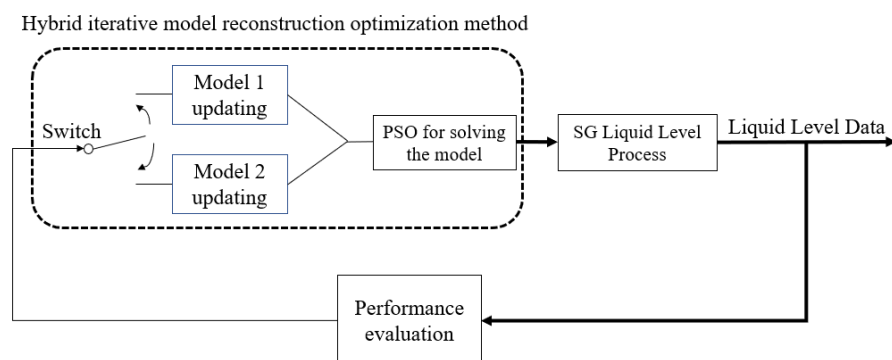 Hybrid iterative model reconstruction optimization method
Model 1
updating
Switch
PSO for solving
the model
SG Liquid Level
Process
Liquid Level Data
Model 2
updating
Performance
evaluation